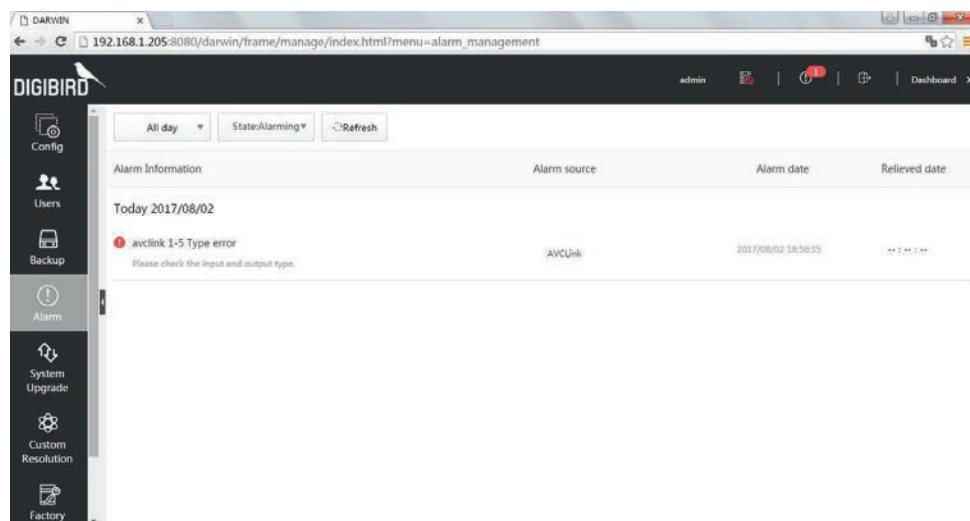 DARWIN
192.168.1.205:8080/darwin/frame/manage/index.html?menu=alarm_management
DIGIBIRD
admin
1
Dashboard
All day
State:Alarming
Refresh
Config
Users
Backup
Alarm
System
Upgrade
Custom
Resolution
Factory
Alarm Information
Alarm source
Alarm date
Relieved date
Today 2017/08/02
avclink 1-5 Type error
Please check the input and output type.
AVCLink
2017/08/02 18:56:35
-- : -- : --